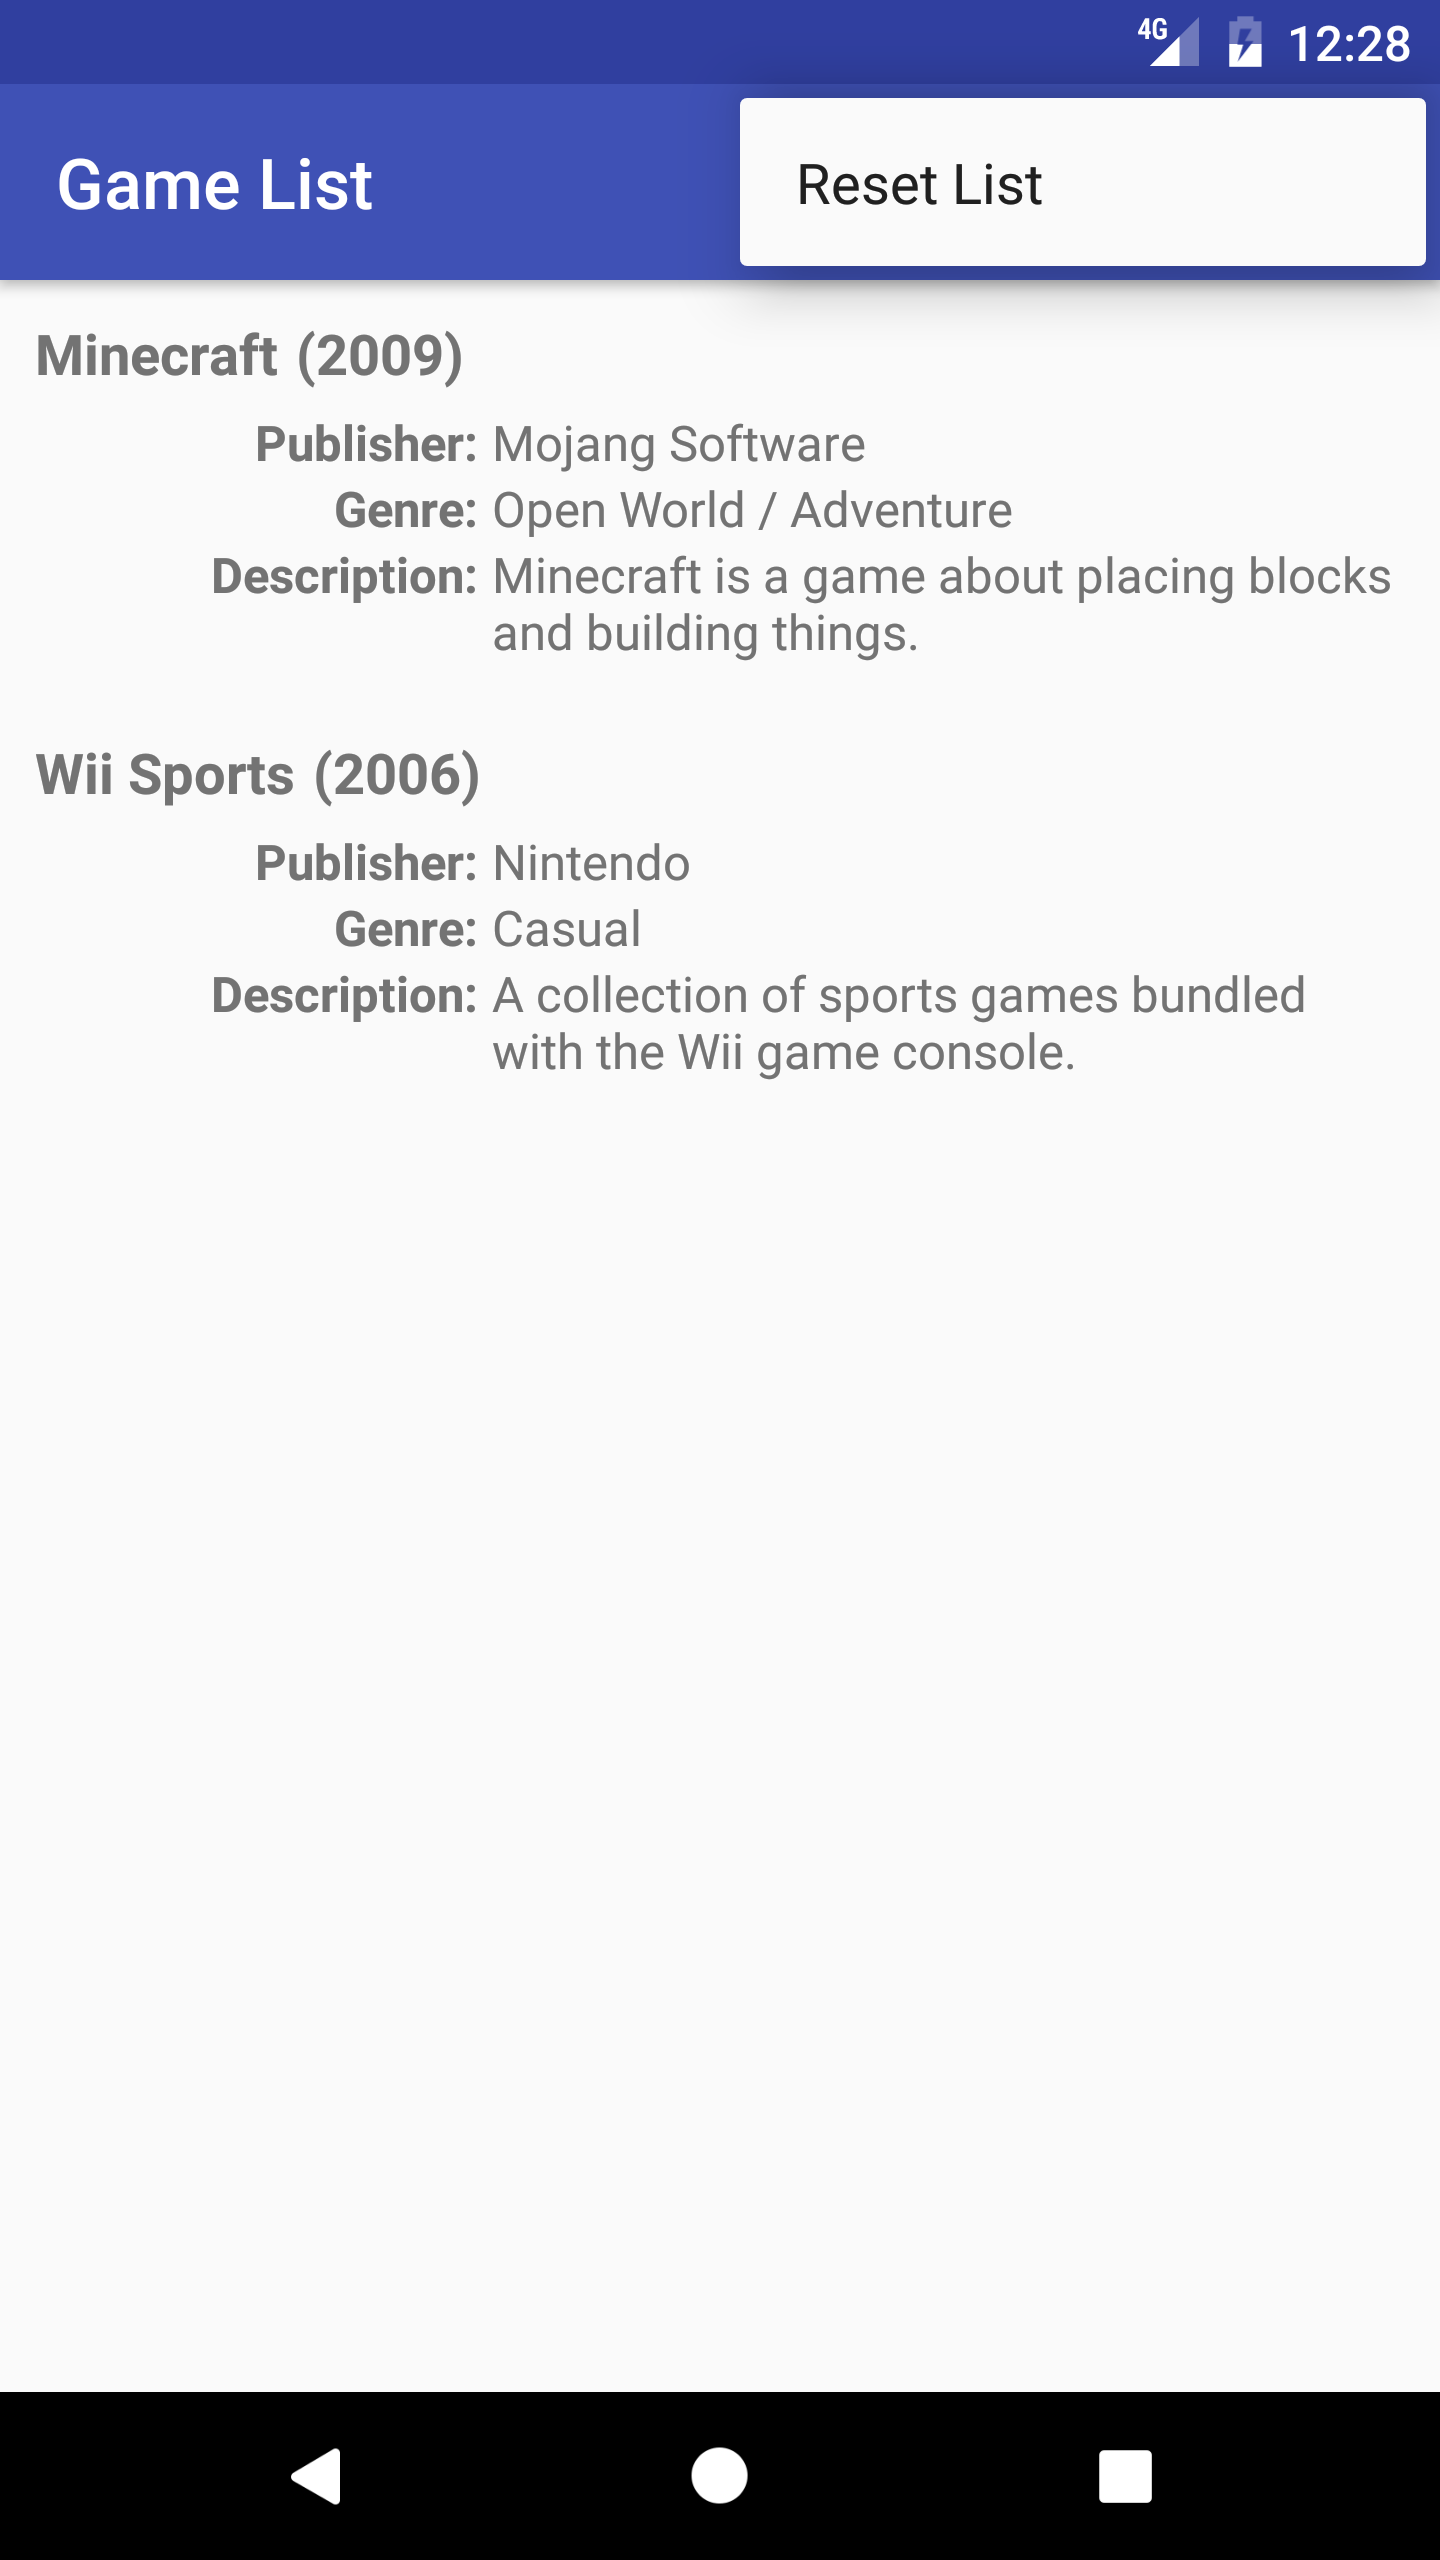 4G 12:28
Game List
Reset List
Minecraft (2009)
Publisher: Mojang Software
Genre: Open World / Adventure
Description: Minecraft is a game about placing blocks
and building things.
Wii Sports (2006)
Publisher: Nintendo
Genre: Casual
Description: A collection of sports games bundled
with the Wii game console.